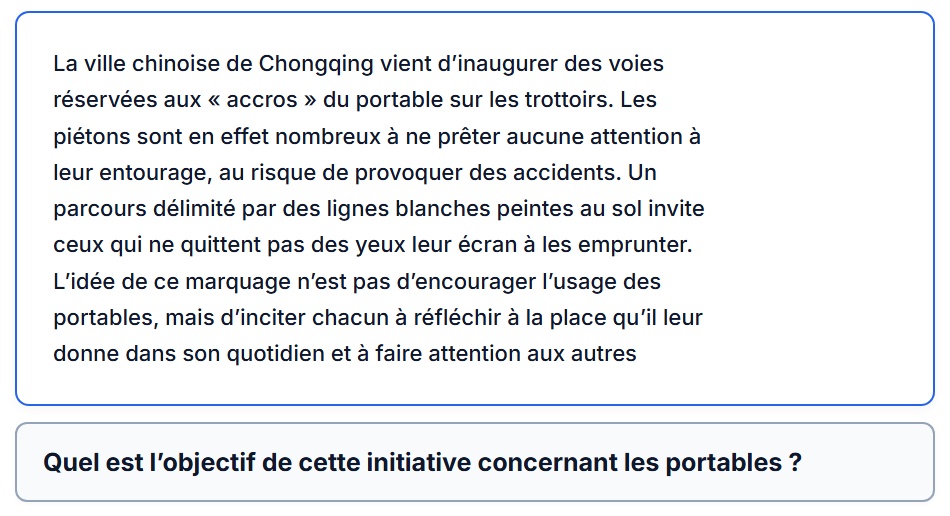 La ville chinoise de Chongqing vient d’inaugurer des voies
réservées aux « accros » du portable sur les trottoirs. Les
piétons sont en effet nombreux à ne prêter aucune attention à
leur entourage, au risque de provoquer des accidents. Un
parcours délimité par des lignes blanches peintes au sol invite
ceux qui ne quittent pas des yeux leur écran à les emprunter.
L’idée de ce marquage n’est pas d’encourager l’usage des
portables, mais d’inciter chacun à réfléchir à la place qu’il leur
donne dans son quotidien et à faire attention aux autres
Quel est l’objectif de cette initiative concernant les portables ?